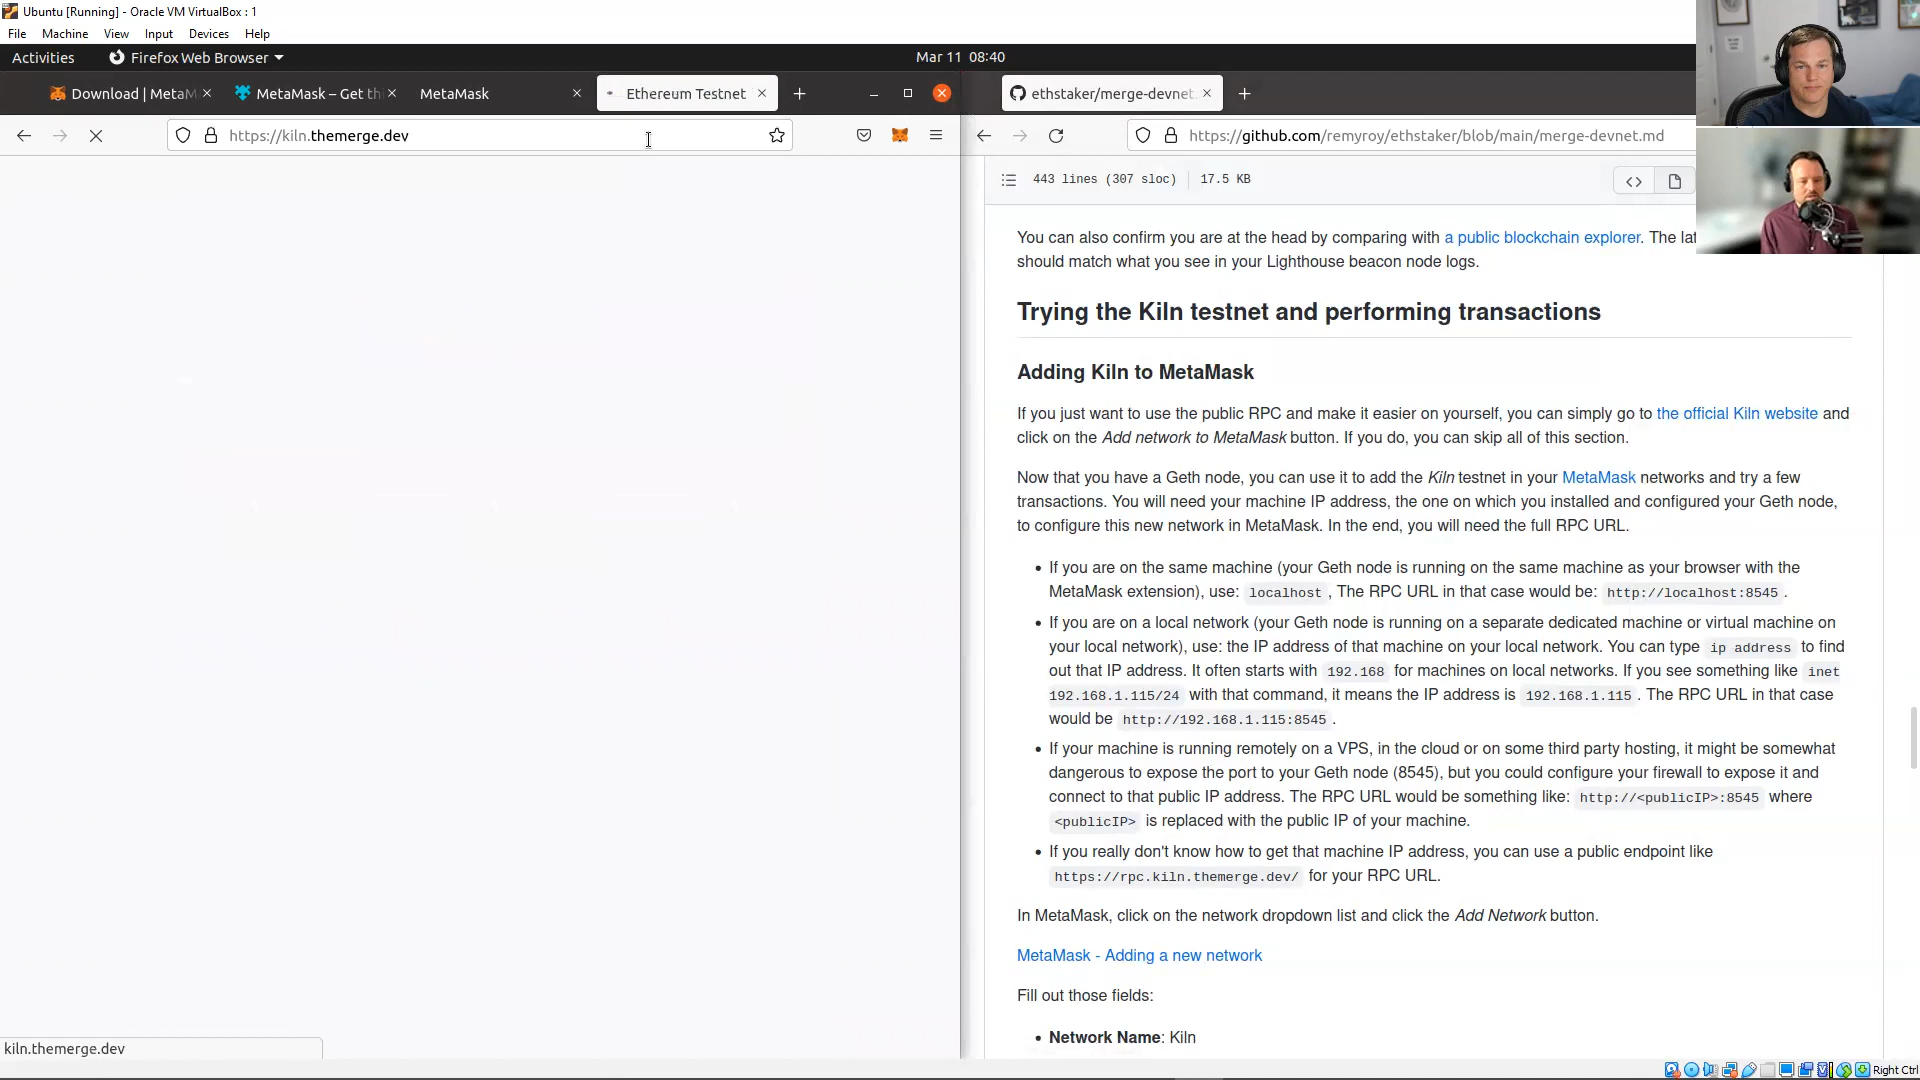 Ubuntu [Running] - Oracle VM VirtualBox : 1
File Machine View Input Devices Help
Activities Firefox Web Browser Mar 11 08:40
Download | MetaM MetaMask – Get th MetaMask Ethereum Testnet
ethstaker/merge-devnet.
https://kiln.themerge.dev
https://github.com/remyroy/ethstaker/blob/main/merge-devnet.md
443 lines (307 sloc) 17.5 KB
You can also confirm you are at the head by comparing with a public blockchain explorer. The lat
should match what you see in your Lighthouse beacon node logs.
Trying the Kiln testnet and performing transactions
Adding Kiln to MetaMask
If you just want to use the public RPC and make it easier on yourself, you can simply go to the official Kiln website and
click on the Add network to MetaMask button. If you do, you can skip all of this section.
Now that you have a Geth node, you can use it to add the Kiln testnet in your MetaMask networks and try a few
transactions. You will need your machine IP address, the one on which you installed and configured your Geth node,
to configure this new network in MetaMask. In the end, you will need the full RPC URL.
• If you are on the same machine (your Geth node is running on the same machine as your browser with the
MetaMask extension), use: localhost , The RPC URL in that case would be: http://localhost:8545 .
• If you are on a local network (your Geth node is running on a separate dedicated machine or virtual machine on
your local network), use: the IP address of that machine on your local network. You can type ip address to find
out that IP address. It often starts with 192.168 for machines on local networks. If you see something like inet
192.168.1.115/24 with that command, it means the IP address is 192.168.1.115 . The RPC URL in that case
would be http://192.168.1.115:8545 .
• If your machine is running remotely on a VPS, in the cloud or on some third party hosting, it might be somewhat
dangerous to expose the port to your Geth node (8545), but you could configure your firewall to expose it and
connect to that public IP address. The RPC URL would be something like: http://<publicIP>:8545 where
<publicIP> is replaced with the public IP of your machine.
• If you really don't know how to get that machine IP address, you can use a public endpoint like
https://rpc.kiln.themerge.dev/ for your RPC URL.
In MetaMask, click on the network dropdown list and click the Add Network button.
MetaMask - Adding a new network
Fill out those fields:
• Network Name: Kiln
kiln.themerge.dev
Right Ctrl